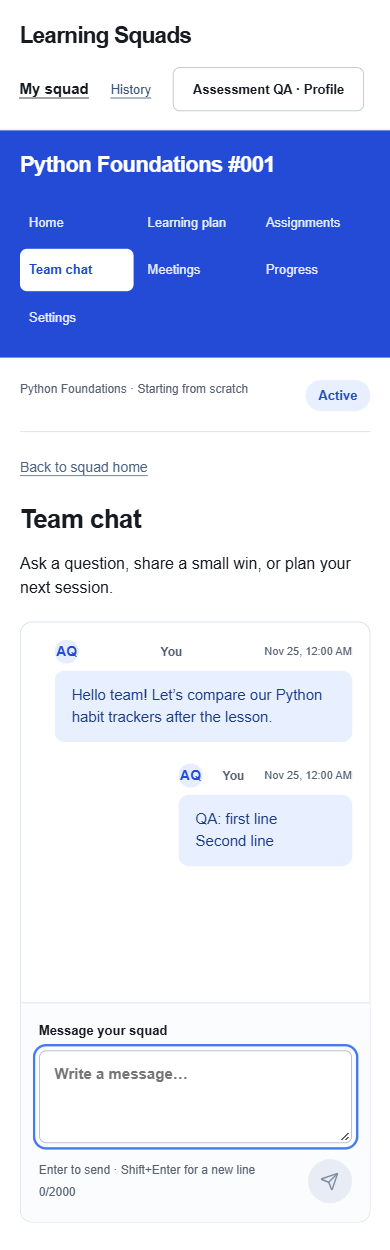 Learning Squads
My squad History Assessment QA · Profile
Python Foundations #001
Home Learning plan Assignments
Team chat Meetings Progress
Settings
Python Foundations · Starting from scratch Active
Back to squad home
Team chat
Ask a question, share a small win, or plan your
next session.
AQ You Nov 25, 12:00 AM
Hello team! Let’s compare our Python
habit trackers after the lesson.
AQ You Nov 25, 12:00 AM
QA: first line
Second line
Message your squad
Write a message…
Enter to send · Shift+Enter for a new line
0/2000